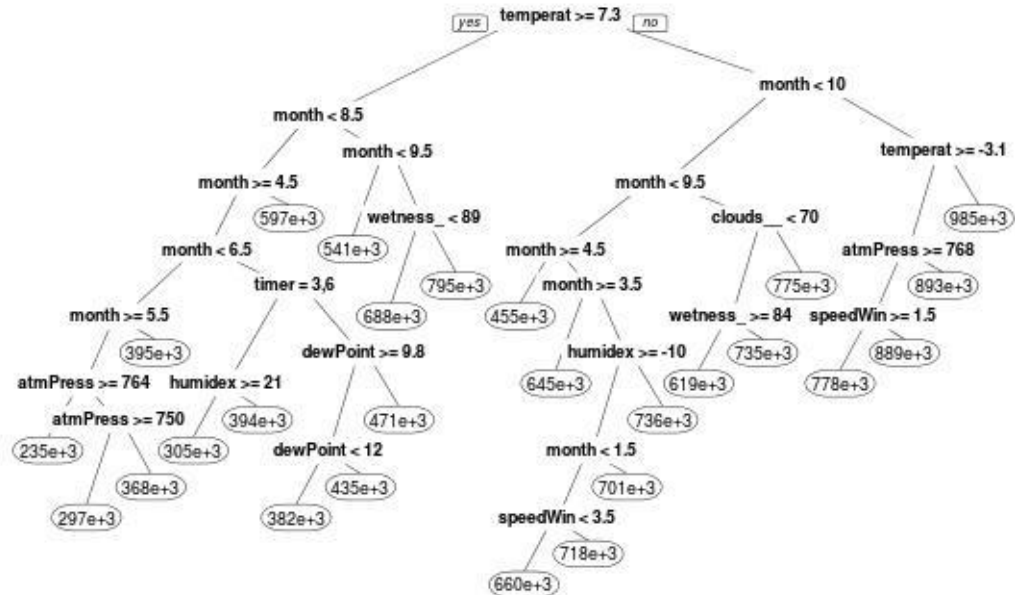 yes temperat >= 7.3 no
month < 10
month < 8.5
month < 9.5 temperat >= -3.1
month >= 4.5 month < 9.5
597e+3 wetness_ < 89 clouds__ < 70 985e+3
541e+3
month < 6.5 month >= 4.5 atmPress >= 768
timer = 3,6 795e+3 month >= 3.5 775e+3 893e+3
688e+3 455e+3
month >= 5.5 wetness_ >= 84 speedWin >= 1.5
395e+3 dewPoint >= 9.8 humidex >= -10 735e+3 889e+3
atmPress >= 764 humidex >= 21 645e+3 619e+3 778e+3
atmPress >= 750 394e+3 471e+3 736e+3
235e+3 305e+3 dewPoint < 12 month < 1.5
368e+3 435e+3 701e+3
297e+3 382e+3 speedWin < 3.5
718e+3
660e+3